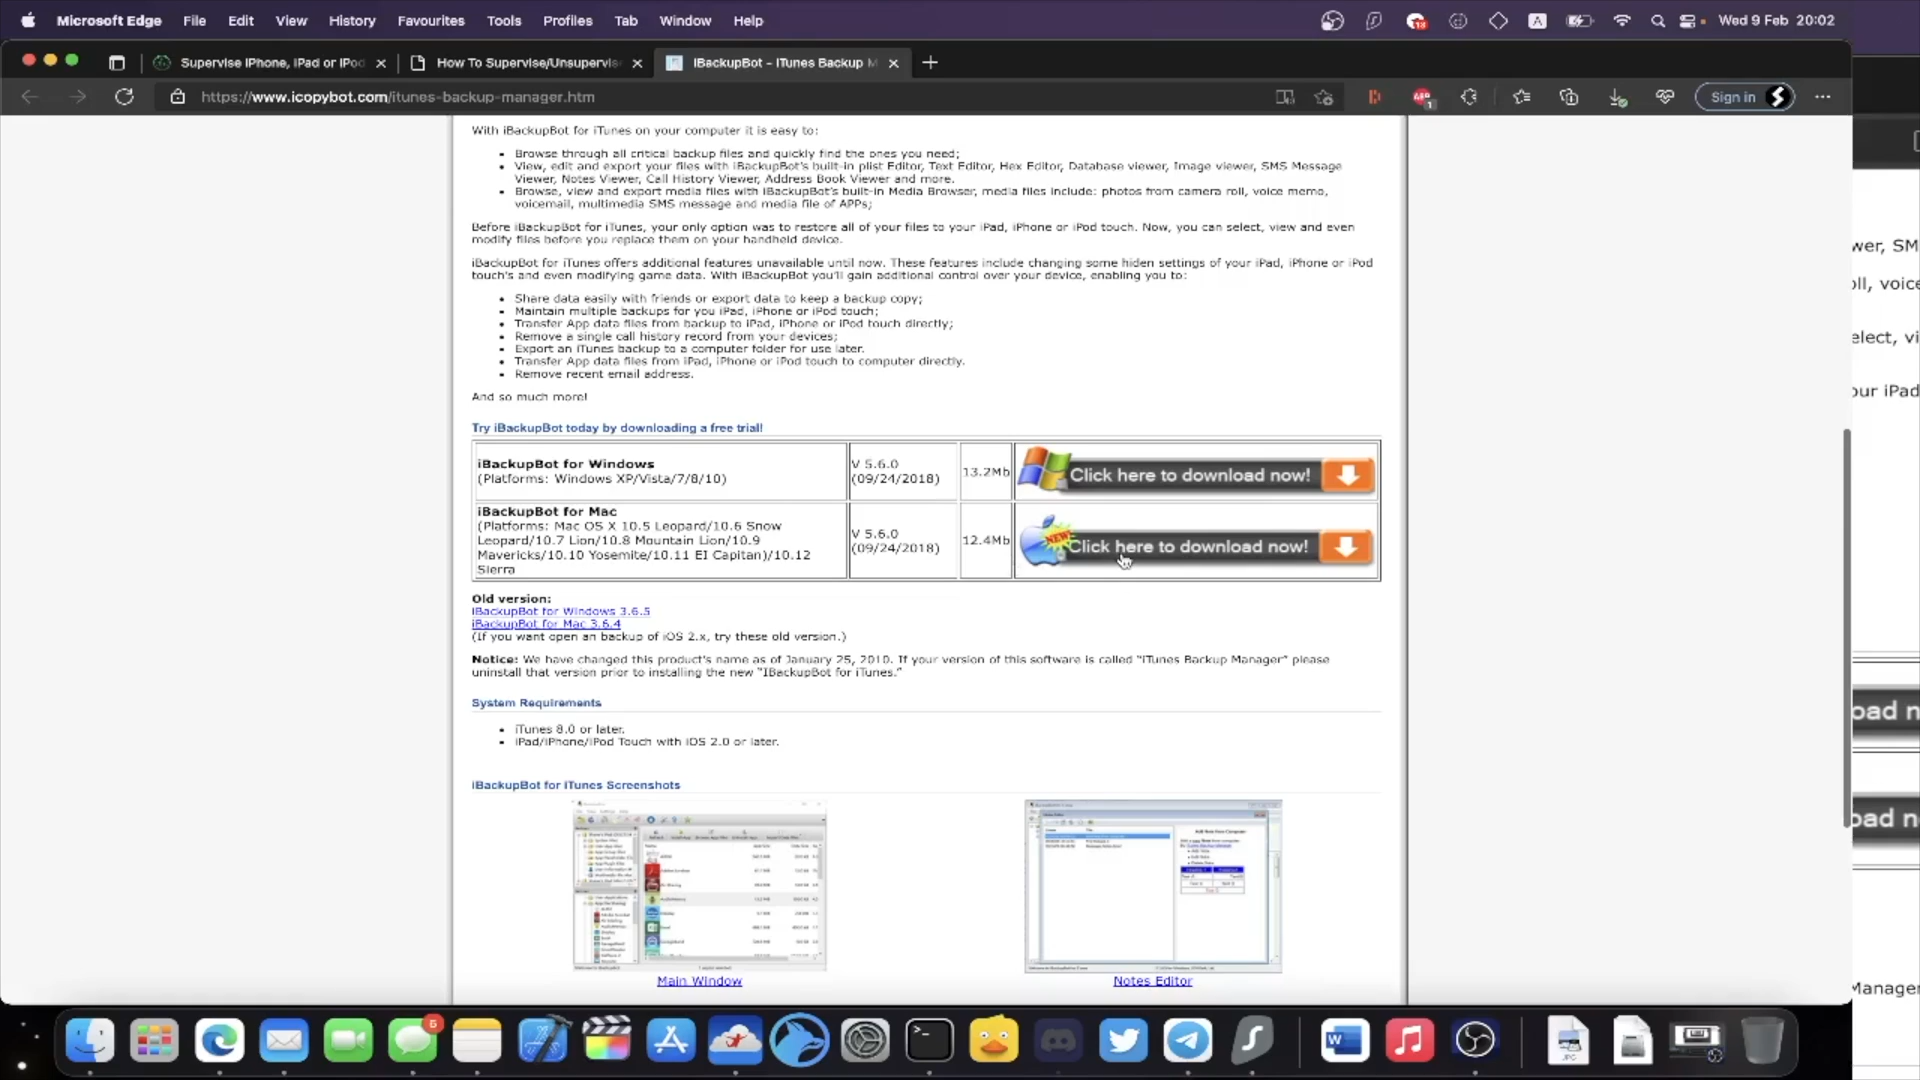 Microsoft Edge File Edit View History Favourites Tools Profiles Tab Window Help
A
Wed 9 Feb 20:02
Supervise iPhone, iPad or iPod
How To Supervise/Unsupervis
iBackupBot – iTunes Backup M
https://www.icopybot.com/itunes-backup-manager.htm
Sign in
With iBackupBot for iTunes on your computer it is easy to:
Browse through all critical backup files and quickly find the ones you need;
View, edit and export your files with iBackupBot's built-in plist Editor, Text Editor, Hex Editor, Database viewer, Image viewer, SMS Message
Viewer, Notes Viewer, Call History Viewer, Address Book Viewer and more.
Browse, view and export media files with iBackupBot's built-in Media Browser, media files include: photos from camera roll, voice memo,
voicemail, multimedia SMS message and media file of APPs;
Before iBackupBot for iTunes, your only option was to restore all of your files to your iPad, iPhone or iPod touch. Now, you can select, view and even
modify files before you replace them on your handheld device.
iBackupBot for iTunes offers additional features unavailable until now. These features include changing some hiden settings of your iPad, iPhone or iPod
touch's and even modifying game data. With iBackupBot you'll gain additional control over your device, enabling you to:
Share data easily with friends or export data to keep a backup copy;
Maintain multiple backups for you iPad, iPhone or iPod touch;
Transfer App data files from backup to iPad, iPhone or iPod touch directly;
Remove a single call history record from your devices;
Export an iTunes backup to a computer folder for use later.
Transfer App data files from iPad, iPhone or iPod touch to computer directly.
Remove recent email address.
And so much more!
Try iBackupBot today by downloading a free trial!
iBackupBot for Windows
(Platforms: Windows XP/Vista/7/8/10)
V 5.6.0
(09/24/2018)
13.2Mb
Click here to download now!
iBackupBot for Mac
(Platforms: Mac OS X 10.5 Leopard/10.6 Snow
Leopard/10.7 Lion/10.8 Mountain Lion/10.9
Mavericks/10.10 Yosemite/10.11 EI Capitan)/10.12
Sierra
V 5.6.0
(09/24/2018)
12.4Mb
NEW
Click here to download now!
Old version:
iBackupBot for Windows 3.6.5
iBackupBot for Mac 3.6.4
(If you want open an backup of iOS 2.x, try these old version.)
Notice: We have changed this product's name as of January 25, 2010. If your version of this software is called "iTunes Backup Manager" please
uninstall that version prior to installing the new "iBackupBot for iTunes."
System Requirements
iTunes 8.0 or later.
iPad/iPhone/iPod Touch with iOS 2.0 or later.
iBackupBot for iTunes Screenshots
Main Window
Notes Editor
wer, SM
oll, voice
elect, vi
our iPad
oad n
oad n
Manager
5
W
JPG